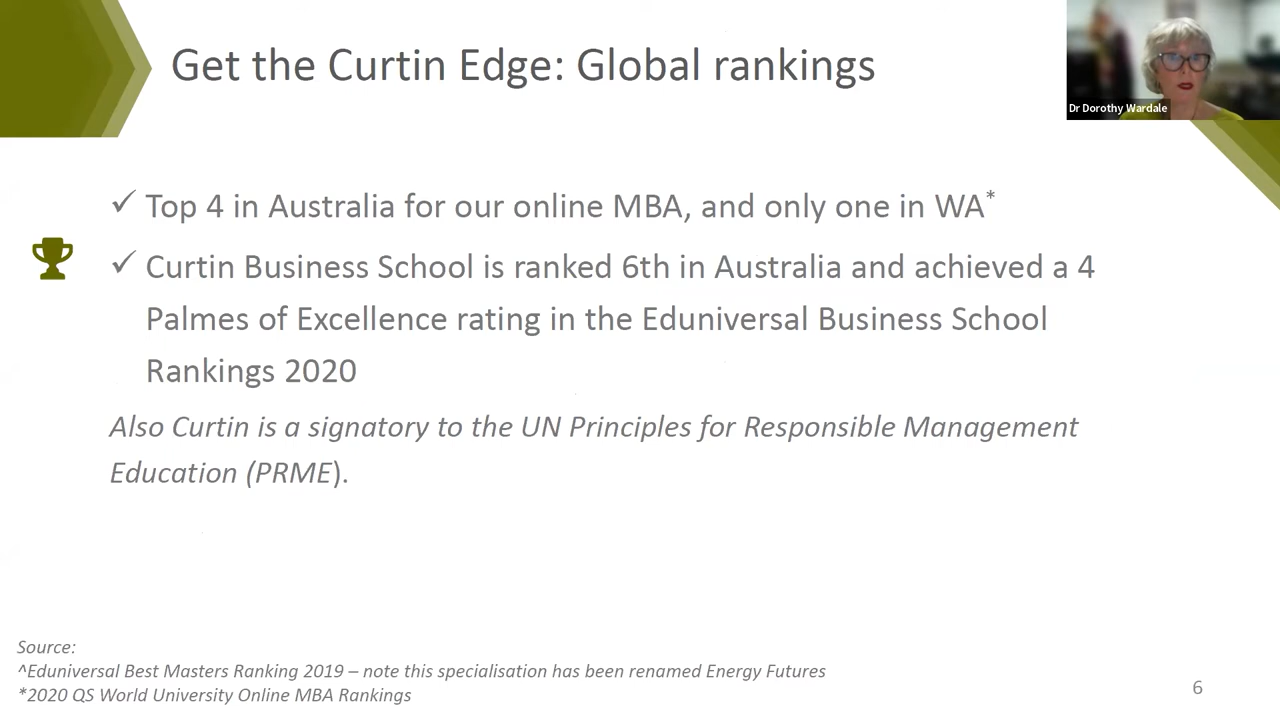 Get the Curtin Edge: Global rankings
Dr Dorothy Wardale
✓ Top 4 in Australia for our online MBA, and only one in WA*
✓ Curtin Business School is ranked 6th in Australia and achieved a 4
Palmes of Excellence rating in the Eduniversal Business School
Rankings 2020
Also Curtin is a signatory to the UN Principles for Responsible Management
Education (PRME).
Source:
^Eduniversal Best Masters Ranking 2019 – note this specialisation has been renamed Energy Futures
*2020 QS World University Online MBA Rankings
6